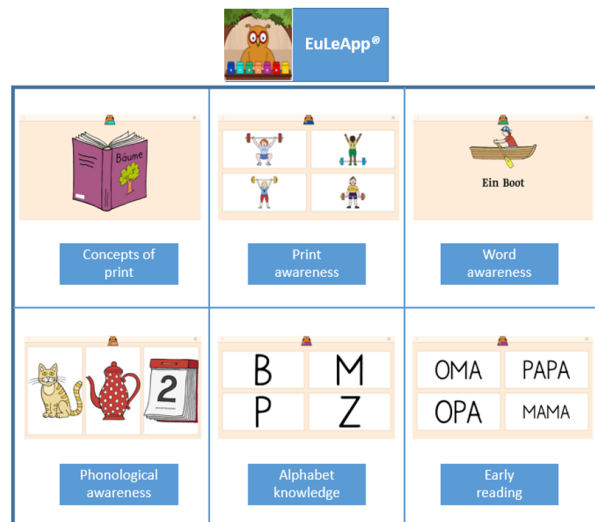 EuLeApp®
Bäume
Ein Boot
Concepts of
print
Print
awareness
Word
awareness
2
B M
P Z
OMA PAPA
OPA MAMA
Phonological
awareness
Alphabet
knowledge
Early
reading